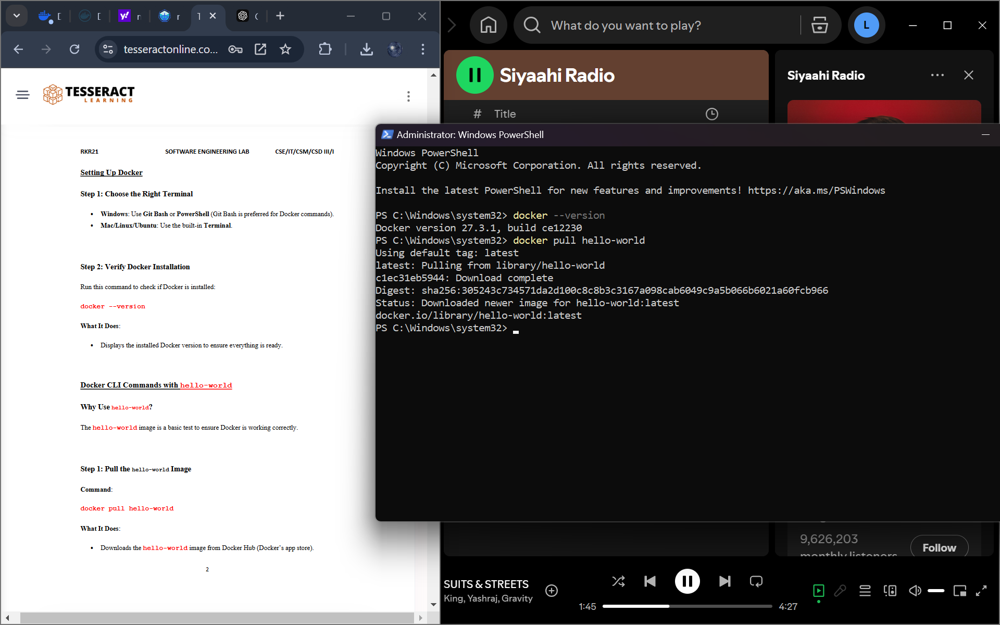 tesseractonline.co...
TESSERACT
LEARNING
RKR21 SOFTWARE ENGINEERING LAB CSE/IT/CSM/CSD III/I
Setting Up Docker
Step 1: Choose the Right Terminal
• Windows: Use Git Bash or PowerShell (Git Bash is preferred for Docker commands).
• Mac/Linux/Ubuntu: Use the built-in Terminal.
Step 2: Verify Docker Installation
Run this command to check if Docker is installed:
docker --version
What It Does:
• Displays the installed Docker version to ensure everything is ready.
Docker CLI Commands with hello-world
Why Use hello-world?
The hello-world image is a basic test to ensure Docker is working correctly.
Step 1: Pull the hello-world Image
Command:
docker pull hello-world
What It Does:
• Downloads the hello-world image from Docker Hub (Docker’s app store).
2
What do you want to play?
L
Siyaahi Radio
# Title
Siyaahi Radio
Administrator: Windows PowerShell
Windows PowerShell
Copyright (C) Microsoft Corporation. All rights reserved.
Install the latest PowerShell for new features and improvements! https://aka.ms/PSWindows
PS C:\Windows\system32> docker --version
Docker version 27.3.1, build ce12230
PS C:\Windows\system32> docker pull hello-world
Using default tag: latest
latest: Pulling from library/hello-world
c1ec31eb5944: Download complete
Digest: sha256:305243c734571da2d100c8c8b3c3167a098cab6049c9a5b066b6021a60fcb966
Status: Downloaded newer image for hello-world:latest
docker.io/library/hello-world:latest
PS C:\Windows\system32>
9,626,203
monthly listeners
Follow
SUITS & STREETS
King, Yashraj, Gravity
1:45
4:27